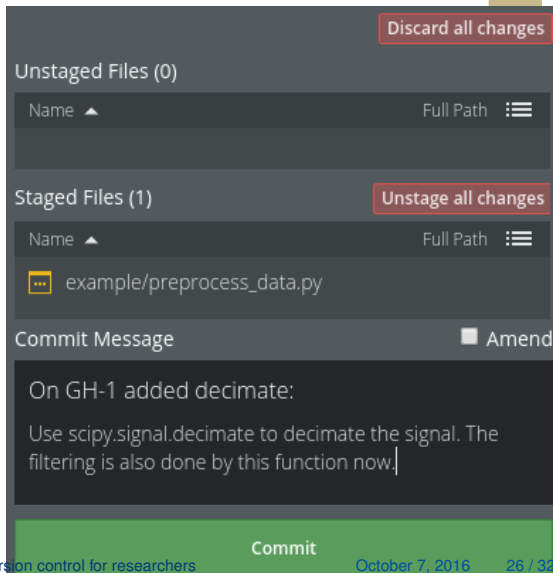 Discard all changes
Unstaged Files (0)
Name Full Path
Staged Files (1) Unstage all changes
Name Full Path
example/preprocess_data.py
Commit Message Amend
On GH-1 added decimate:
Use scipy.signal.decimate to decimate the signal. The
filtering is also done by this function now.
Commit
control for researchers October 7, 2016 26 / 32